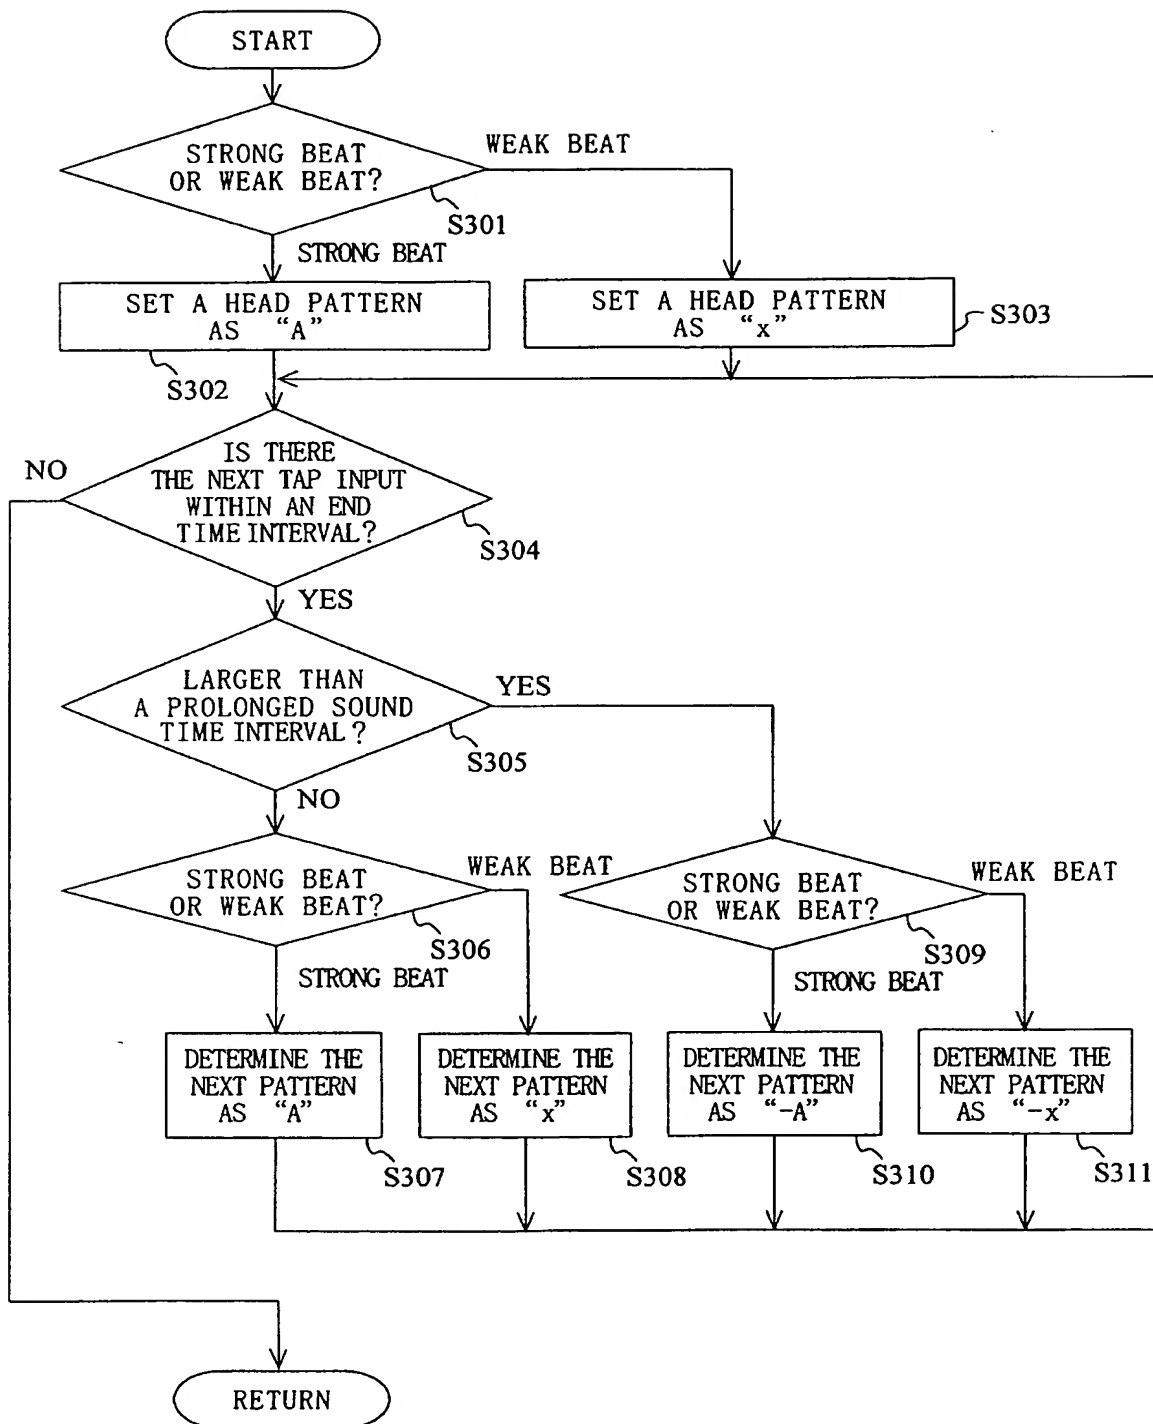 START
STRONG BEAT
OR WEAK BEAT?
WEAK BEAT
S301
STRONG BEAT
SET A HEAD PATTERN
AS "A"
S302
SET A HEAD PATTERN
AS "x"
S303
IS THERE
THE NEXT TAP INPUT
WITHIN AN END
TIME INTERVAL?
NO
S304
YES
LARGER THAN
A PROLONGED SOUND
TIME INTERVAL?
YES
S305
NO
STRONG BEAT
OR WEAK BEAT?
WEAK BEAT
S306
STRONG BEAT
STRONG BEAT
OR WEAK BEAT?
WEAK BEAT
S309
STRONG BEAT
DETERMINE THE
NEXT PATTERN
AS "A"
S307
DETERMINE THE
NEXT PATTERN
AS "x"
S308
DETERMINE THE
NEXT PATTERN
AS "-A"
S310
DETERMINE THE
NEXT PATTERN
AS "-x"
S311
RETURN